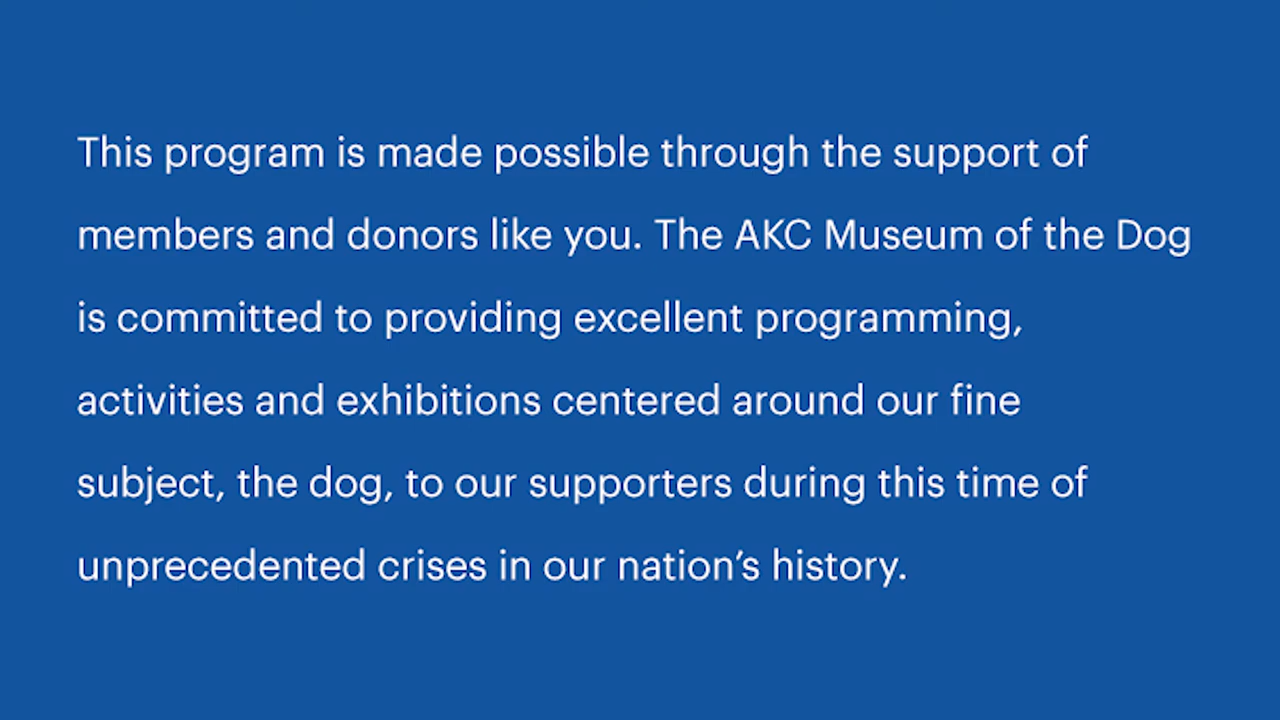 This program is made possible through the support of
members and donors like you. The AKC Museum of the Dog
is committed to providing excellent programming,
activities and exhibitions centered around our fine
subject, the dog, to our supporters during this time of
unprecedented crises in our nation’s history.